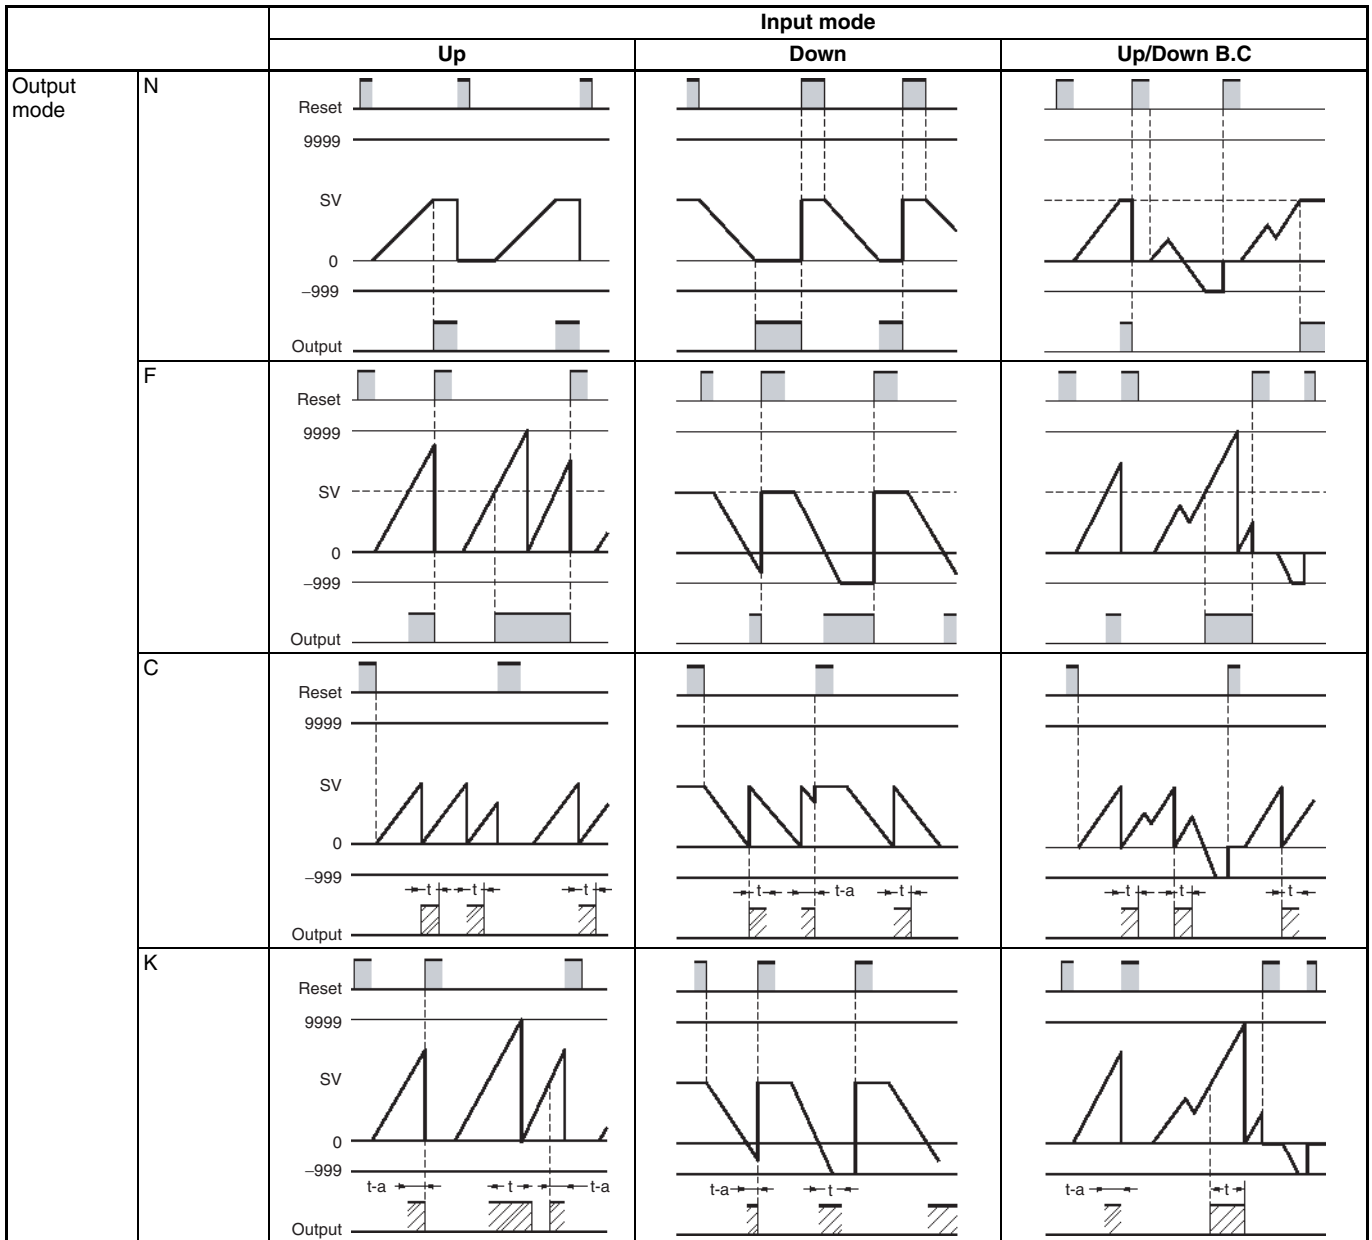 Input mode
Up Down Up/Down B.C
Output mode
N
Reset
9999
SV
0
–999
Output
F
Reset
9999
SV
0
–999
Output
C
Reset
9999
SV
0
–999
t t t
t t-a t
t t t
Output
K
Reset
9999
SV
0
–999
t-a t t-a
t-a t
t-a t
Output